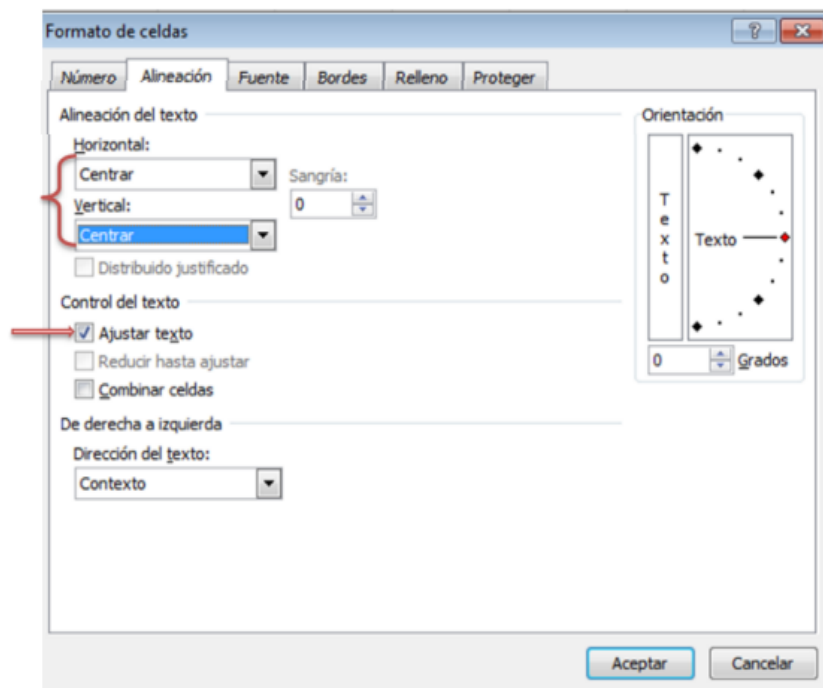 Formato de celdas
Número Alineación Fuente Bordes Relleno Proteger
Alineación del texto
Horizontal:
Centrar
Sangría:
0
Vertical:
Centrar
Distribuido justificado
Control del texto
Ajustar texto
Reducir hasta ajustar
Combinar celdas
De derecha a izquierda
Dirección del texto:
Contexto
Orientación
Texto
Texto
0 Grados
Aceptar Cancelar